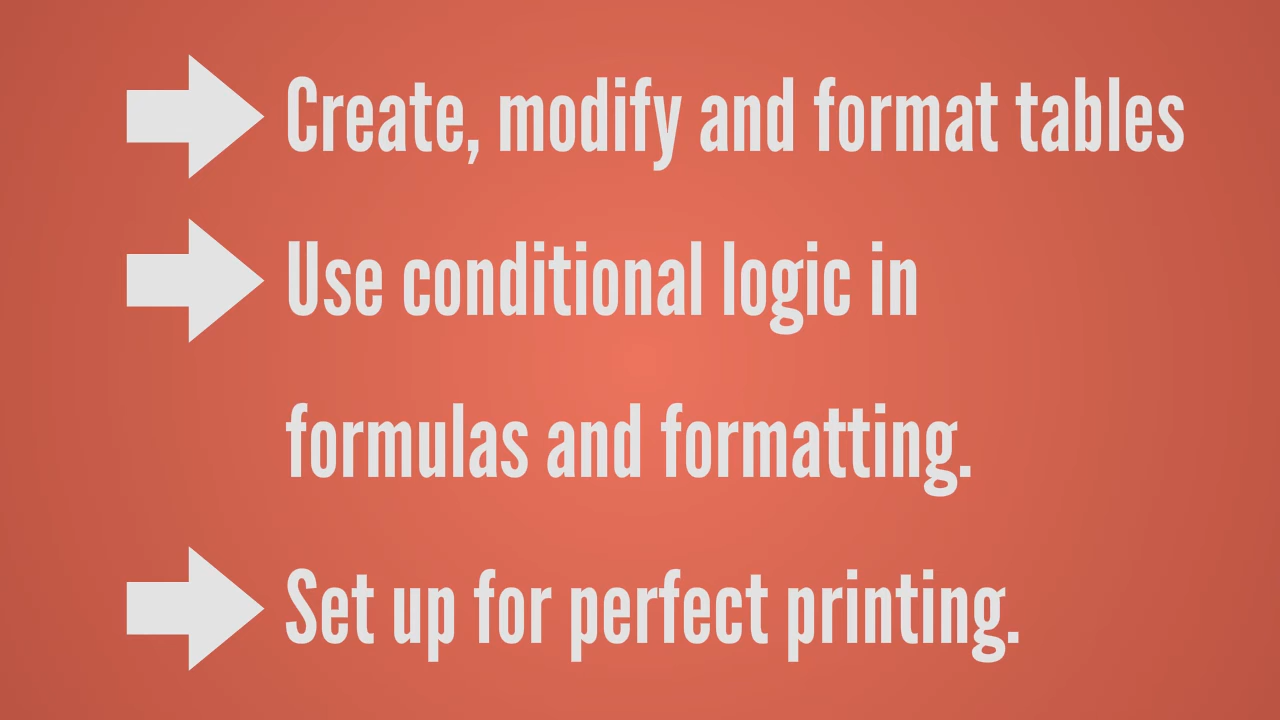 Create, modify and format tables
Use conditional logic in
formulas and formatting.
Set up for perfect printing.